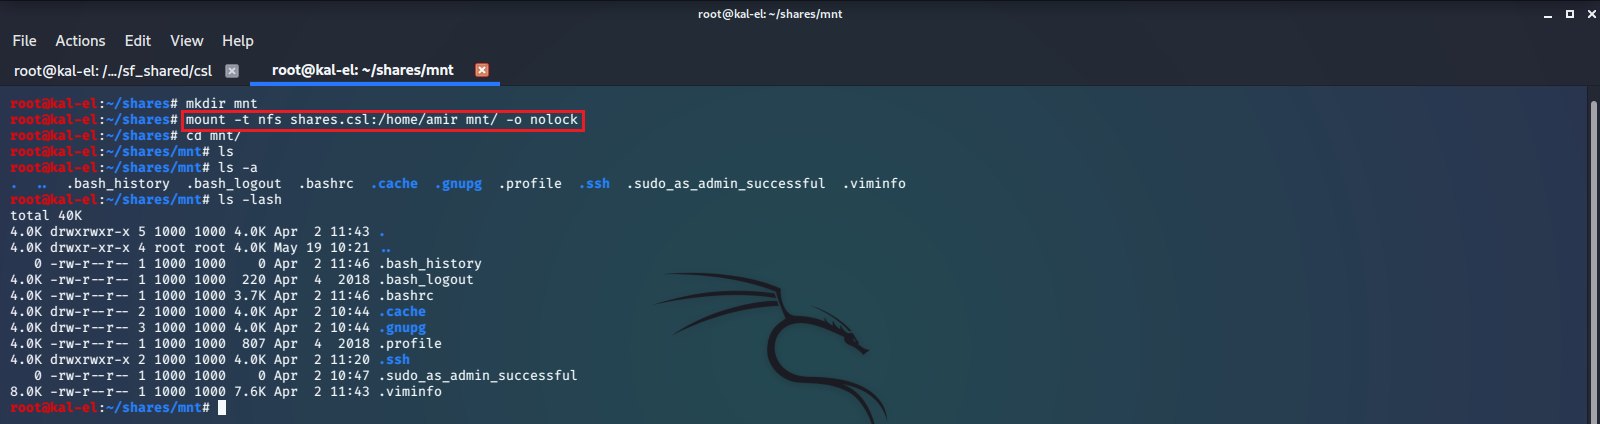 root@kal-el: ~/shares/mnt
File Actions Edit View Help
root@kal-el: /.../sf_shared/csl root@kal-el: ~/shares/mnt
root@kal-el:~/shares# mkdir mnt
root@kal-el:~/shares# mount -t nfs shares.csl:/home/amir mnt/ -o nolock
root@kal-el:~/shares# cd mnt/
root@kal-el:~/shares/mnt# ls
root@kal-el:~/shares/mnt# ls -a
. .. .bash_history .bash_logout .bashrc .cache .gnupg .profile .ssh .sudo_as_admin_successful .viminfo
root@kal-el:~/shares/mnt# ls -lash
total 40K
4.0K drwxrwxr-x 5 1000 1000 4.0K Apr 2 11:43 .
4.0K drwxr-xr-x 4 root root 4.0K May 19 10:21 ..
0 -rw-r--r-- 1 1000 1000 0 Apr 2 11:46 .bash_history
4.0K -rw-r--r-- 1 1000 1000 220 Apr 4 2018 .bash_logout
4.0K -rw-r--r-- 1 1000 1000 3.7K Apr 2 11:46 .bashrc
4.0K drw-r--r-- 2 1000 1000 4.0K Apr 2 10:44 .cache
4.0K drw-r--r-- 3 1000 1000 4.0K Apr 2 10:44 .gnupg
4.0K -rw-r--r-- 1 1000 1000 807 Apr 4 2018 .profile
4.0K drwxrwxr-x 2 1000 1000 4.0K Apr 2 11:20 .ssh
0 -rw-r--r-- 1 1000 1000 0 Apr 2 10:47 .sudo_as_admin_successful
8.0K -rw-r--r-- 1 1000 1000 7.6K Apr 2 11:43 .viminfo
root@kal-el:~/shares/mnt#